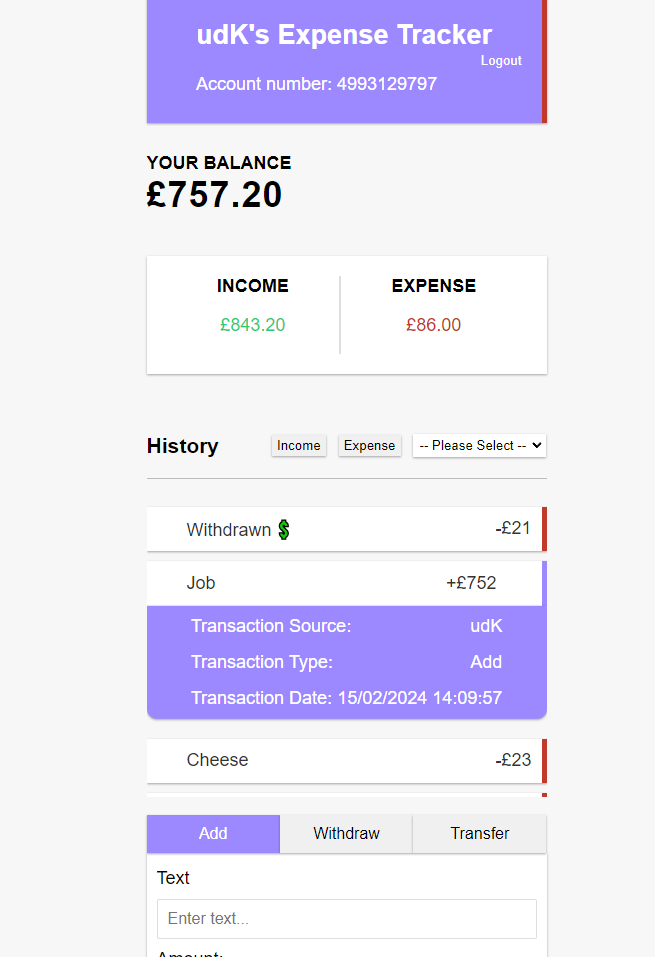 udK's Expense Tracker
Logout
Account number: 4993129797
YOUR BALANCE
£757.20
INCOME EXPENSE
£843.20 £86.00
History Income Expense -- Please Select --
Withdrawn -£21
Job +£752
Transaction Source: udK
Transaction Type: Add
Transaction Date: 15/02/2024 14:09:57
Cheese -£23
Add Withdraw Transfer
Text
Enter text...
Amount: